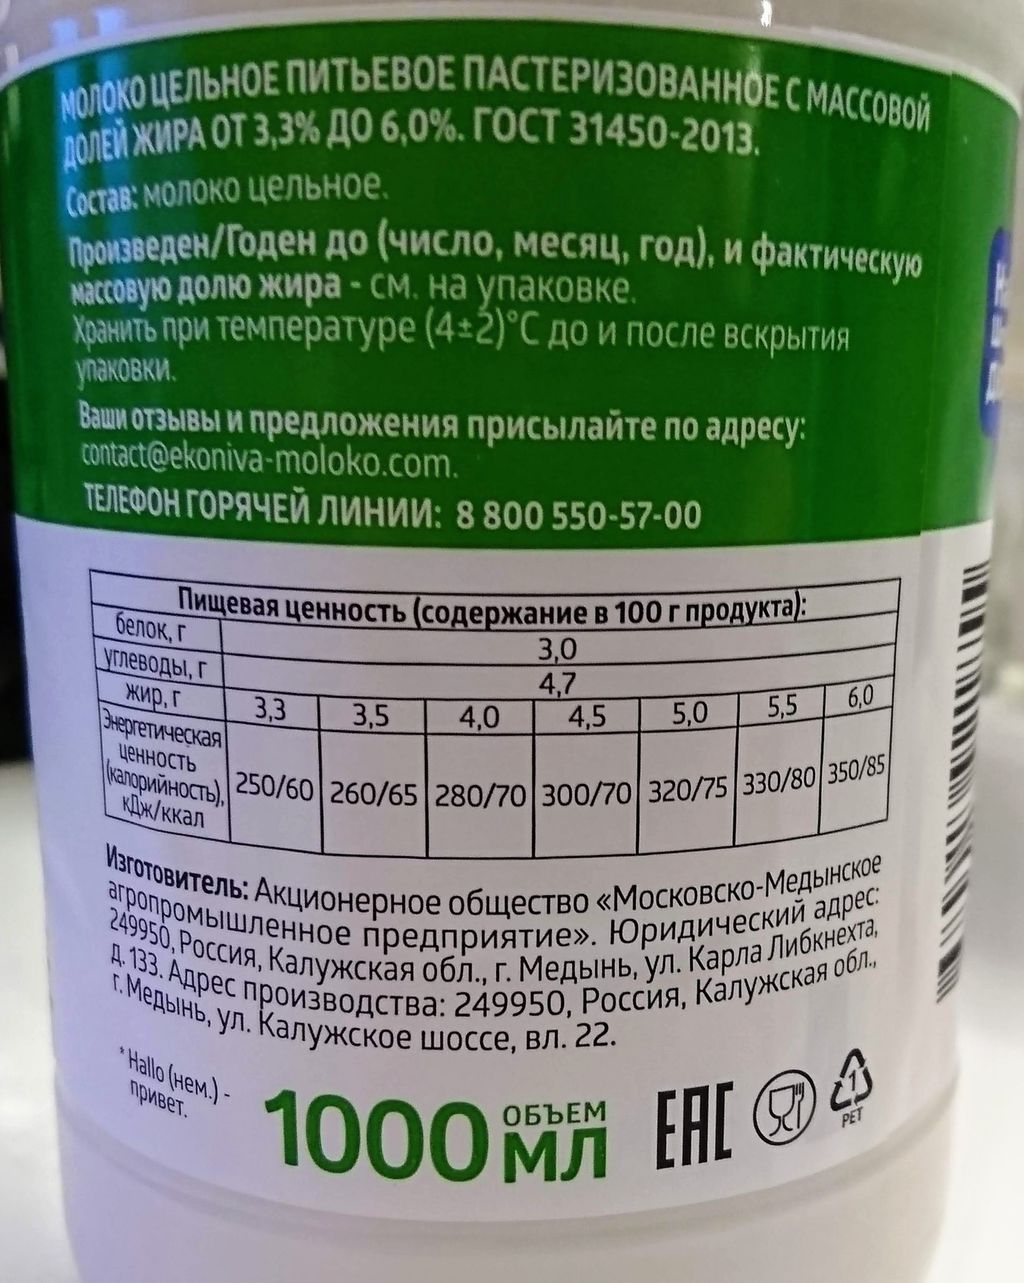 МОЛОКО ЦЕЛЬНОЕ ПИТЬЕВОЕ ПАСТЕРИЗОВАННОЕ С МАССОВОЙ
ДОЛЕЙ ЖИРА ОТ 3,3% ДО 6,0%. ГОСТ 31450-2013.
Состав: молоко цельное.
Произведен/Годен до (число, месяц, год), и фактическую
массовую долю жира - см. на упаковке.
Хранить при температуре (4±2)°C до и после вскрытия
упаковки.
Ваши отзывы и предложения присылайте по адресу:
contact@ekoniva-moloko.com.
ТЕЛЕФОН ГОРЯЧЕЙ ЛИНИИ: 8 800 550-57-00
Пищевая ценность (содержание в 100 г продукта):
белок, г 3,0
углеводы, г 4,7
жир, г 3,3 3,5 4,0 4,5 5,0 5,5 6,0
Энергетическая
ценность
(калорийность), 250/60 260/65 280/70 300/70 320/75 330/80 350/85
кДж/ккал
Изготовитель: Акционерное общество «Московско-Медынское
агропромышленное предприятие». Юридический адрес:
249950, Россия, Калужская обл., г. Медынь, ул. Карла Либкнехта,
д. 133. Адрес производства: 249950, Россия, Калужская обл.,
г. Медынь, ул. Калужское шоссе, вл. 22.
* Hallo (нем.) -
привет.
1000 ОБЪЕМ
МЛ
EAC
1
PET